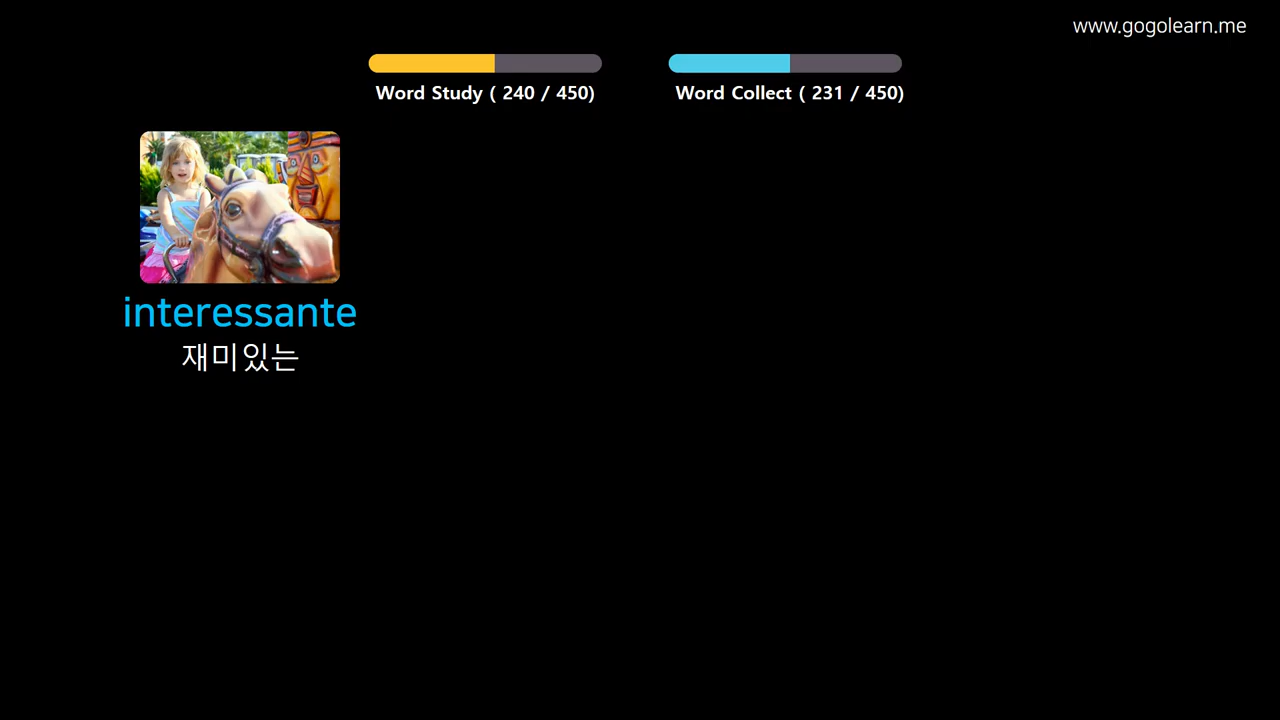 www.gogolearn.me
Word Study ( 240 / 450)
Word Collect ( 231 / 450)
interessante
재미있는